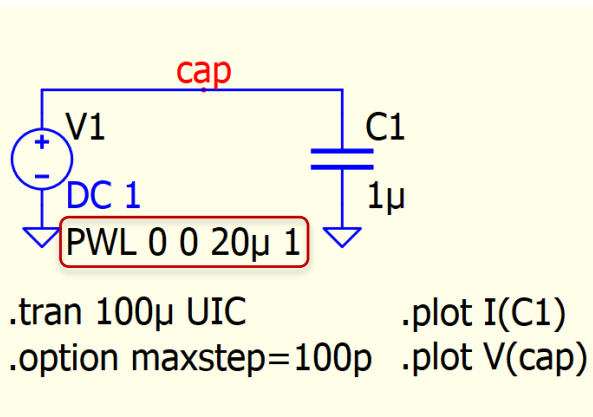 cap
V1
C1
+
−
DC 1
1µ
PWL 0 0 20µ 1
.tran 100µ UIC
.plot I(C1)
.option maxstep=100p
.plot V(cap)